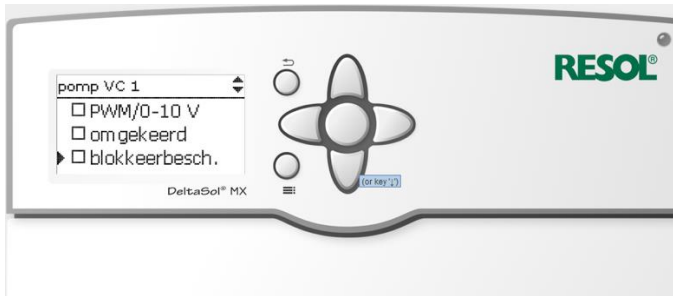 RESOL®
pomp VC 1
PWM/0-10 V
omgekeerd
blokkeerbesch.
(or key '↓')
DeltaSol® MX